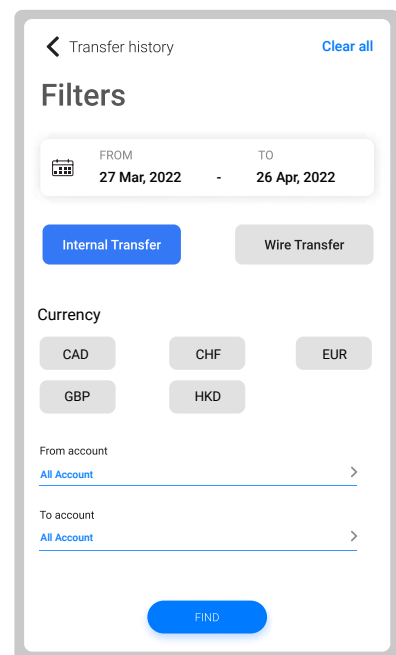 Transfer history Clear all
Filters
FROM TO
27 Mar, 2022 - 26 Apr, 2022
Internal Transfer Wire Transfer
Currency
CAD CHF EUR
GBP HKD
From account
All Account
To account
All Account
FIND